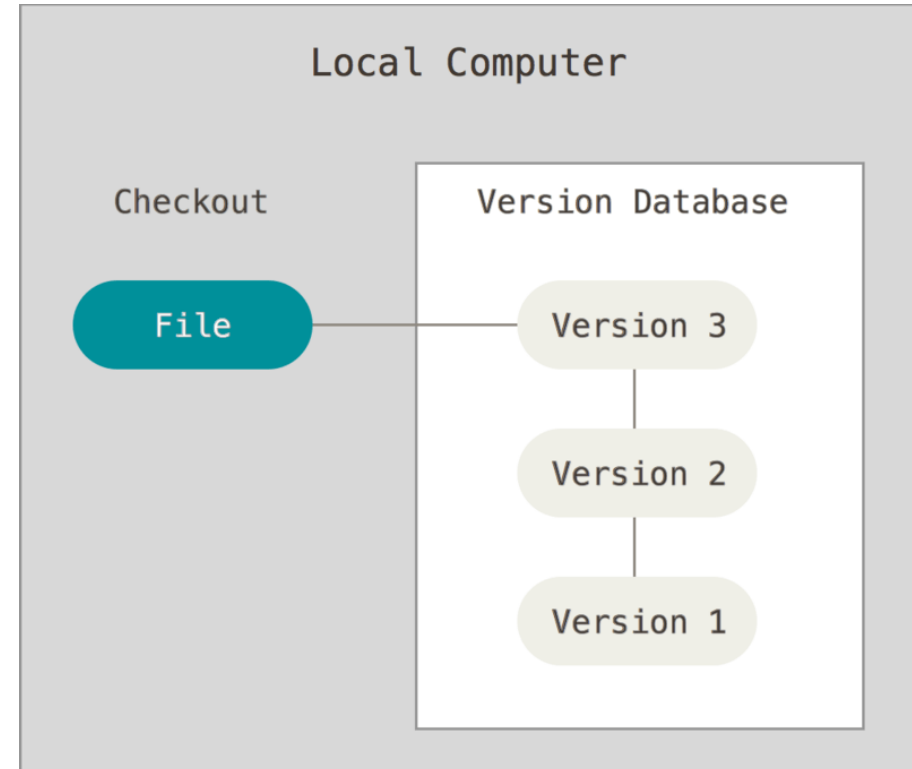 Local Computer
Checkout
Version Database
File
Version 3
Version 2
Version 1